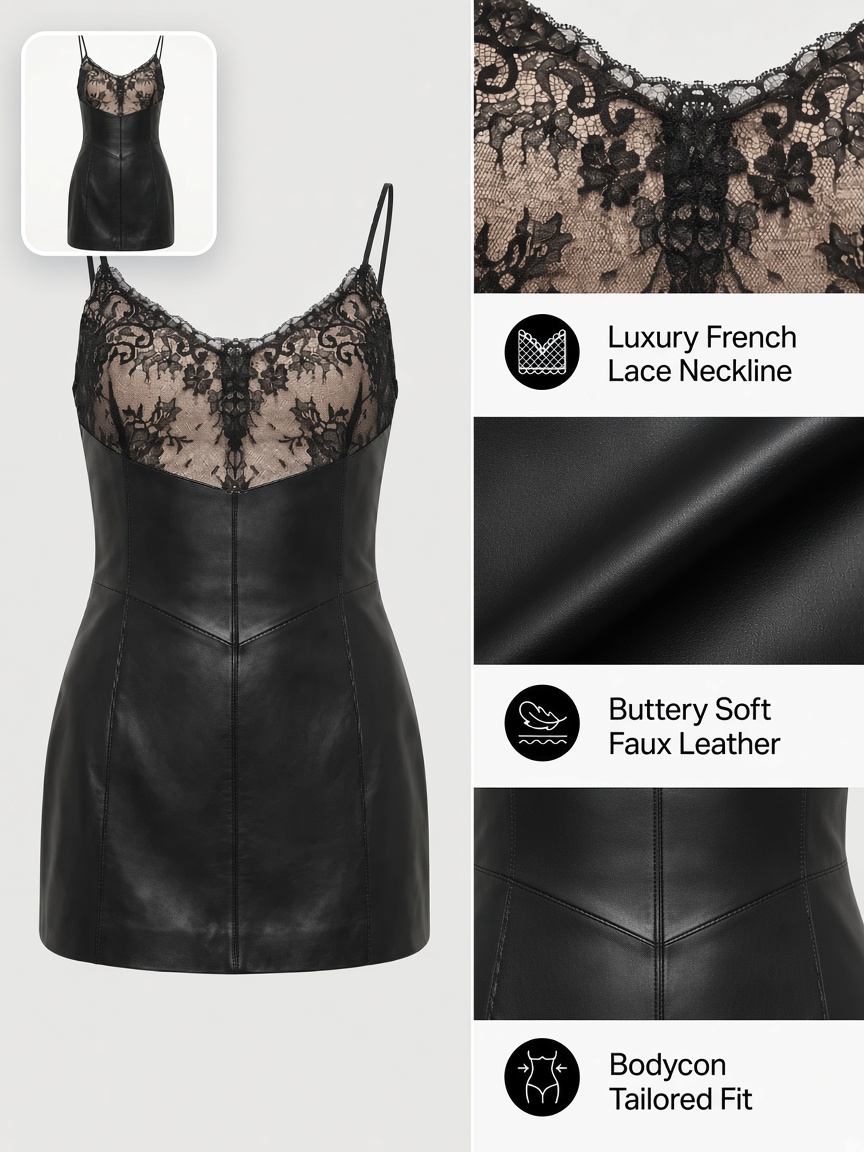 Luxury French
Lace Neckline
Buttery Soft
Faux Leather
Bodycon
Tailored Fit